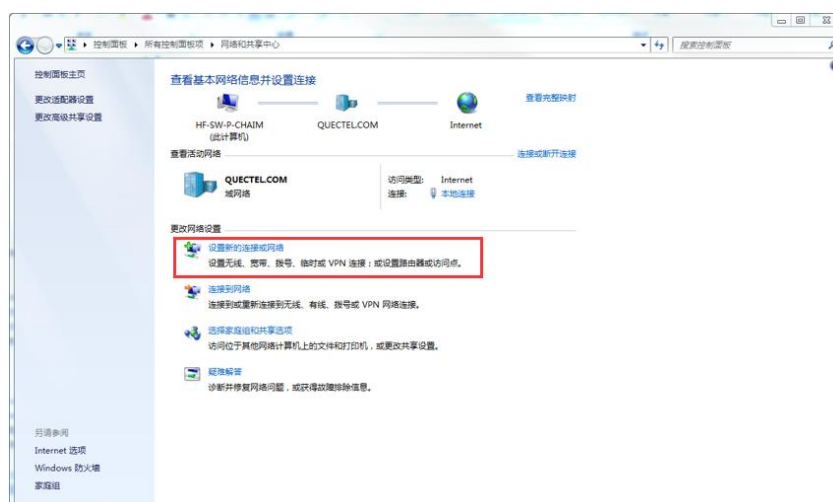 控制面板 ▸ 所有控制面板项 ▸ 网络和共享中心
搜索控制面板
控制面板主页
更改适配器设置
更改高级共享设置
查看基本网络信息并设置连接
查看完整映射
HF-SW-P-CHAIM
(此计算机)
QUECTEL.COM
Internet
查看活动网络
连接或断开连接
QUECTEL.COM
域网络
访问类型: Internet
连接: 本地连接
更改网络设置
设置新的连接或网络
设置无线、宽带、拨号、临时或 VPN 连接；或设置路由器或访问点。
连接到网络
连接到或重新连接到无线、有线、拨号或 VPN 网络连接。
选择家庭组和共享选项
访问位于其他网络计算机上的文件和打印机，或更改共享设置。
疑难解答
诊断并修复网络问题，或获得故障排除信息。
另请参阅
Internet 选项
Windows 防火墙
家庭组